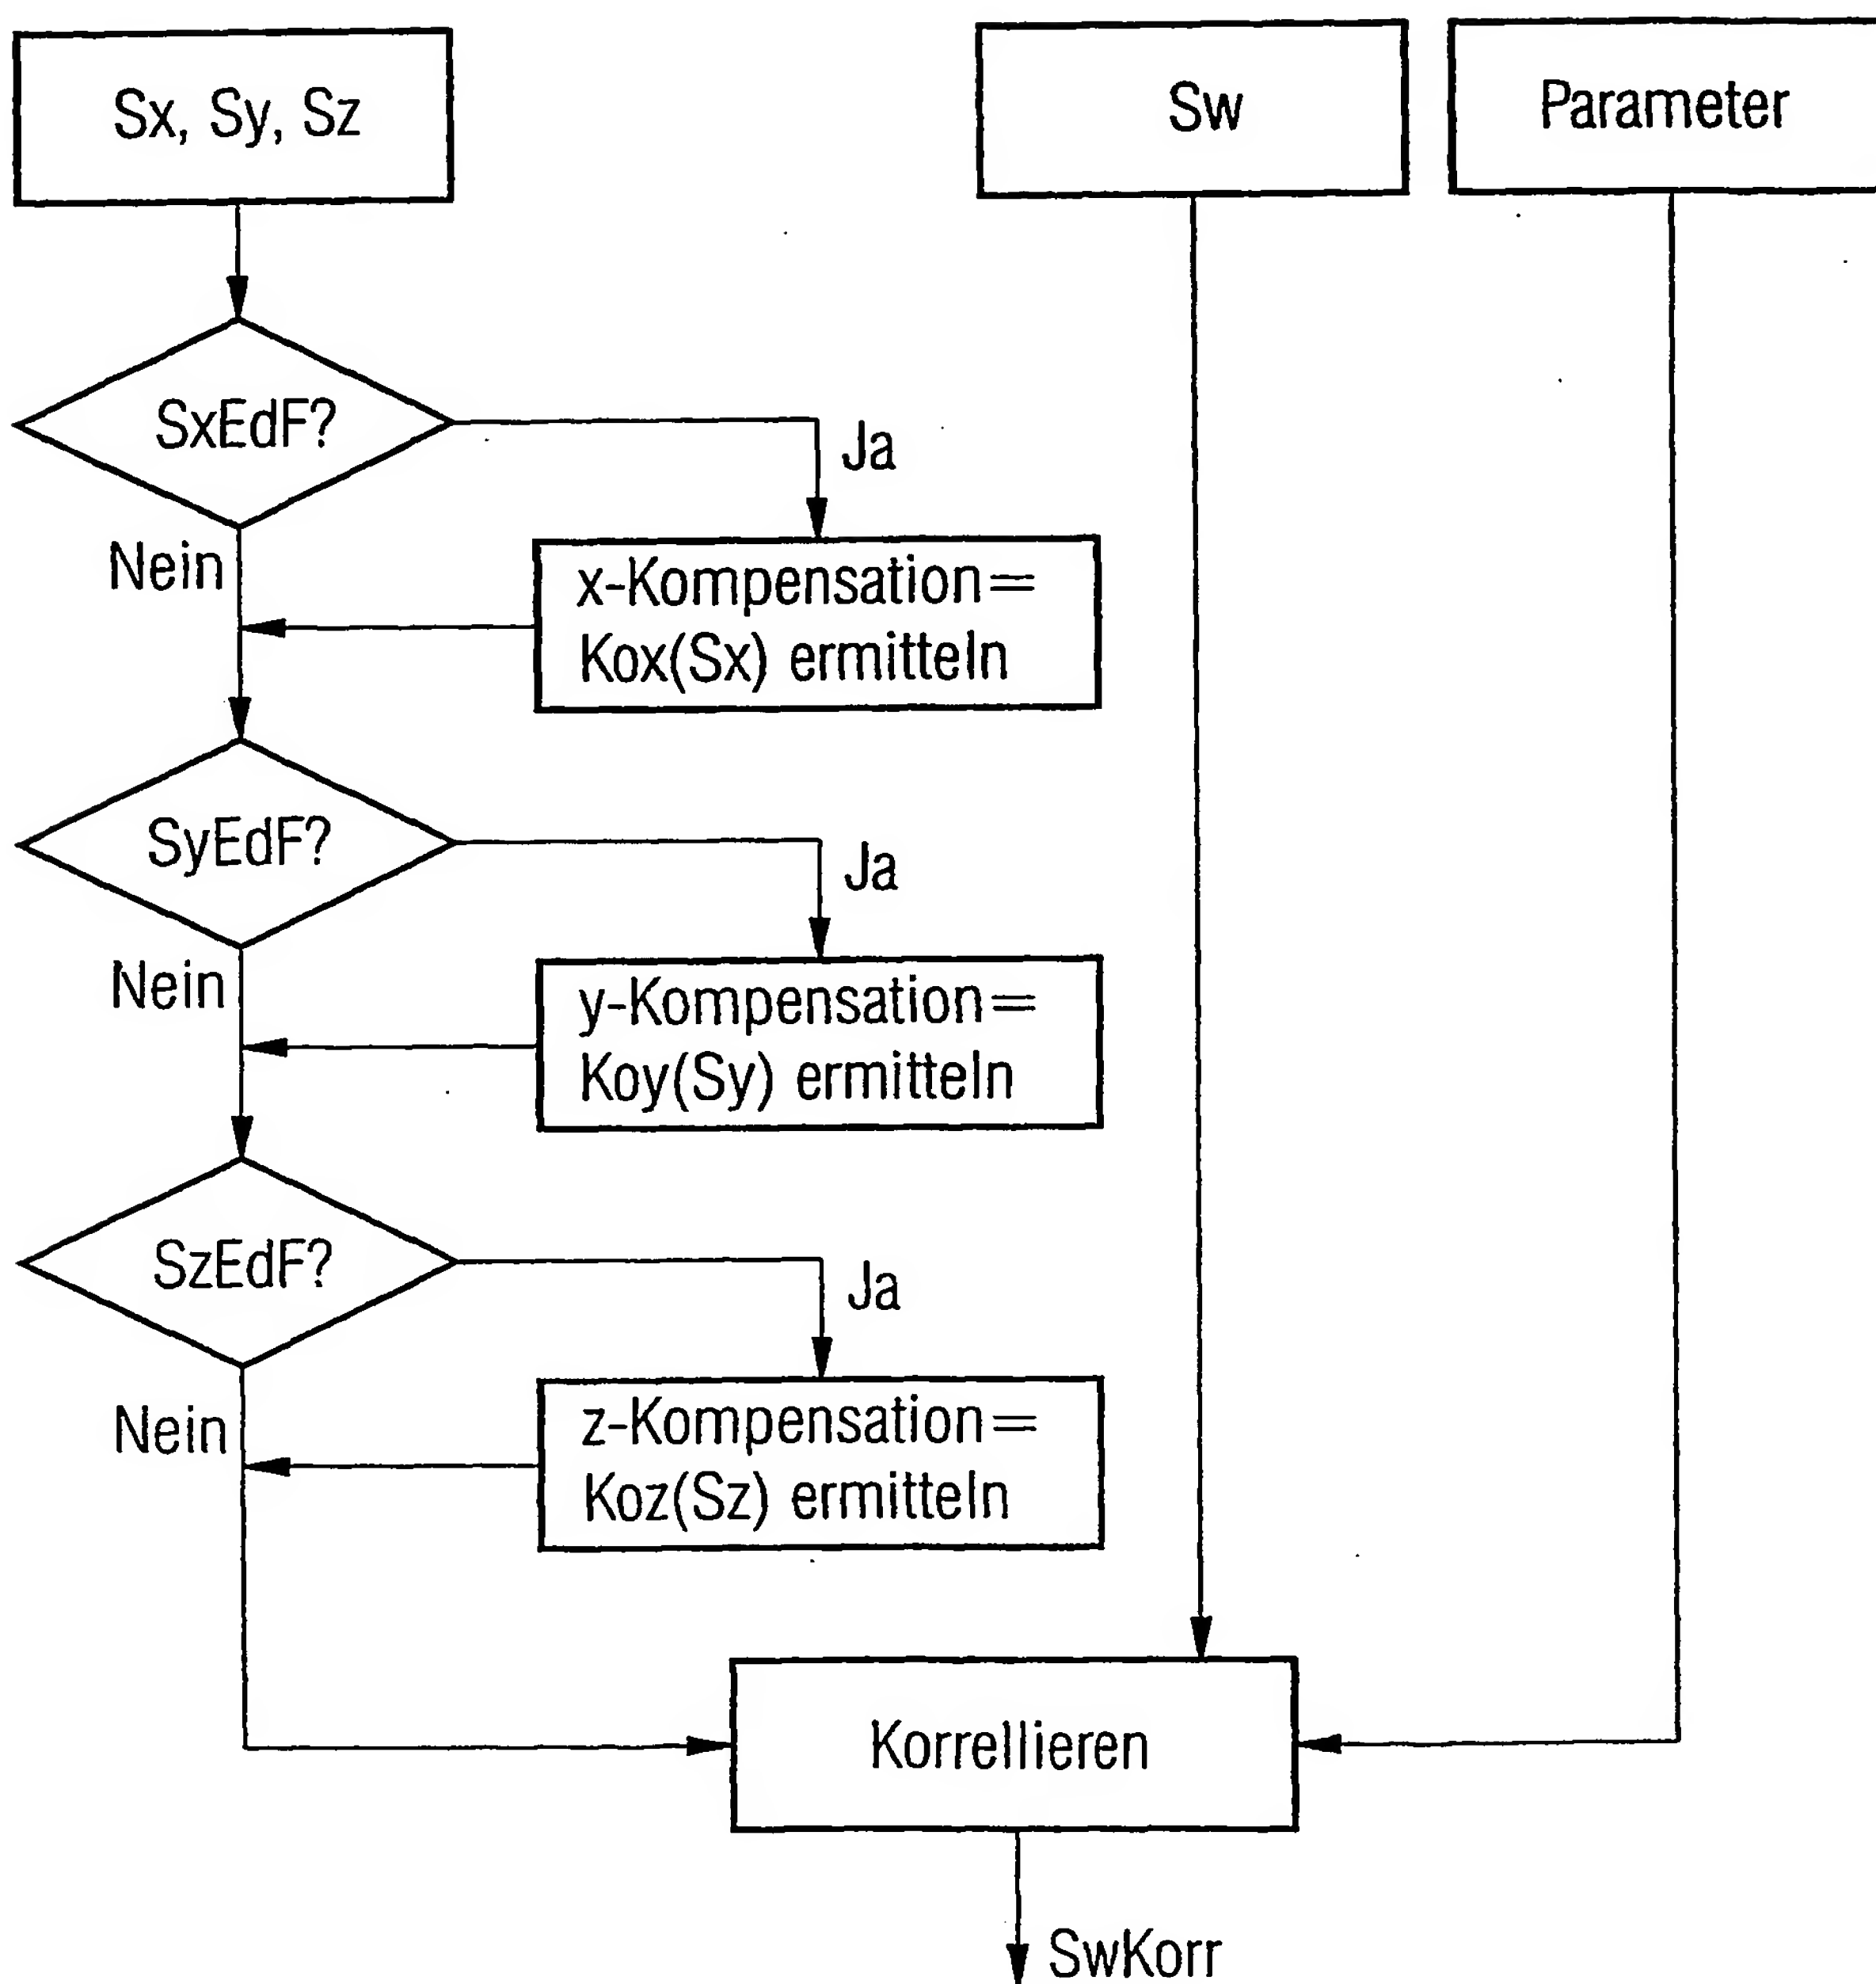 Sx, Sy, Sz
Sw
Parameter
SxEdF?
Ja
Nein
x-Kompensation=
Kox(Sx) ermitteln
SyEdF?
Ja
Nein
y-Kompensation=
Koy(Sy) ermitteln
SzEdF?
Ja
Nein
z-Kompensation=
Koz(Sz) ermitteln
Korrellieren
SwKorr